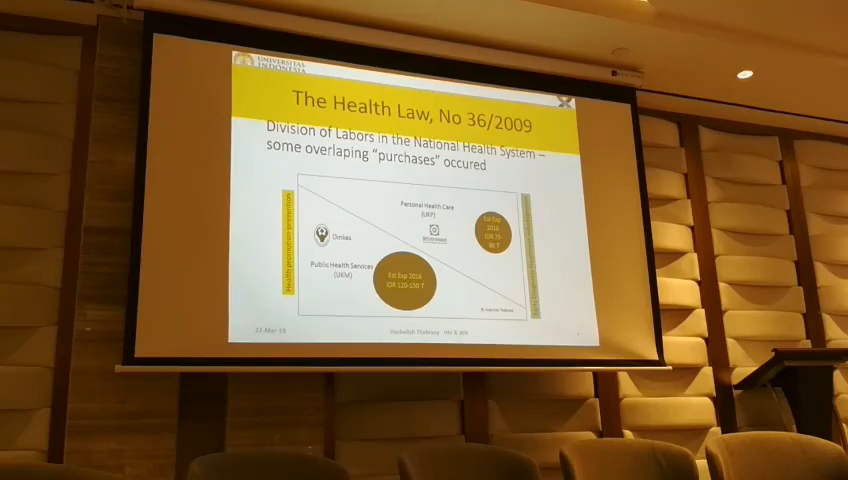 UNIVERSITAS
INDONESIA
The Health Law, No 36/2009
Division of Labors in the National Health System –
some overlaping "purchases" occured
Health promotion-prevention
Personal Health Care
(UKP)
Dinkes
Est Exp
2016
IDR 75-
90 T
Public Health Services
(UKM)
Est Exp 2016
IDR 120-150 T
22-Mar-18
Hasbullah Thabrany